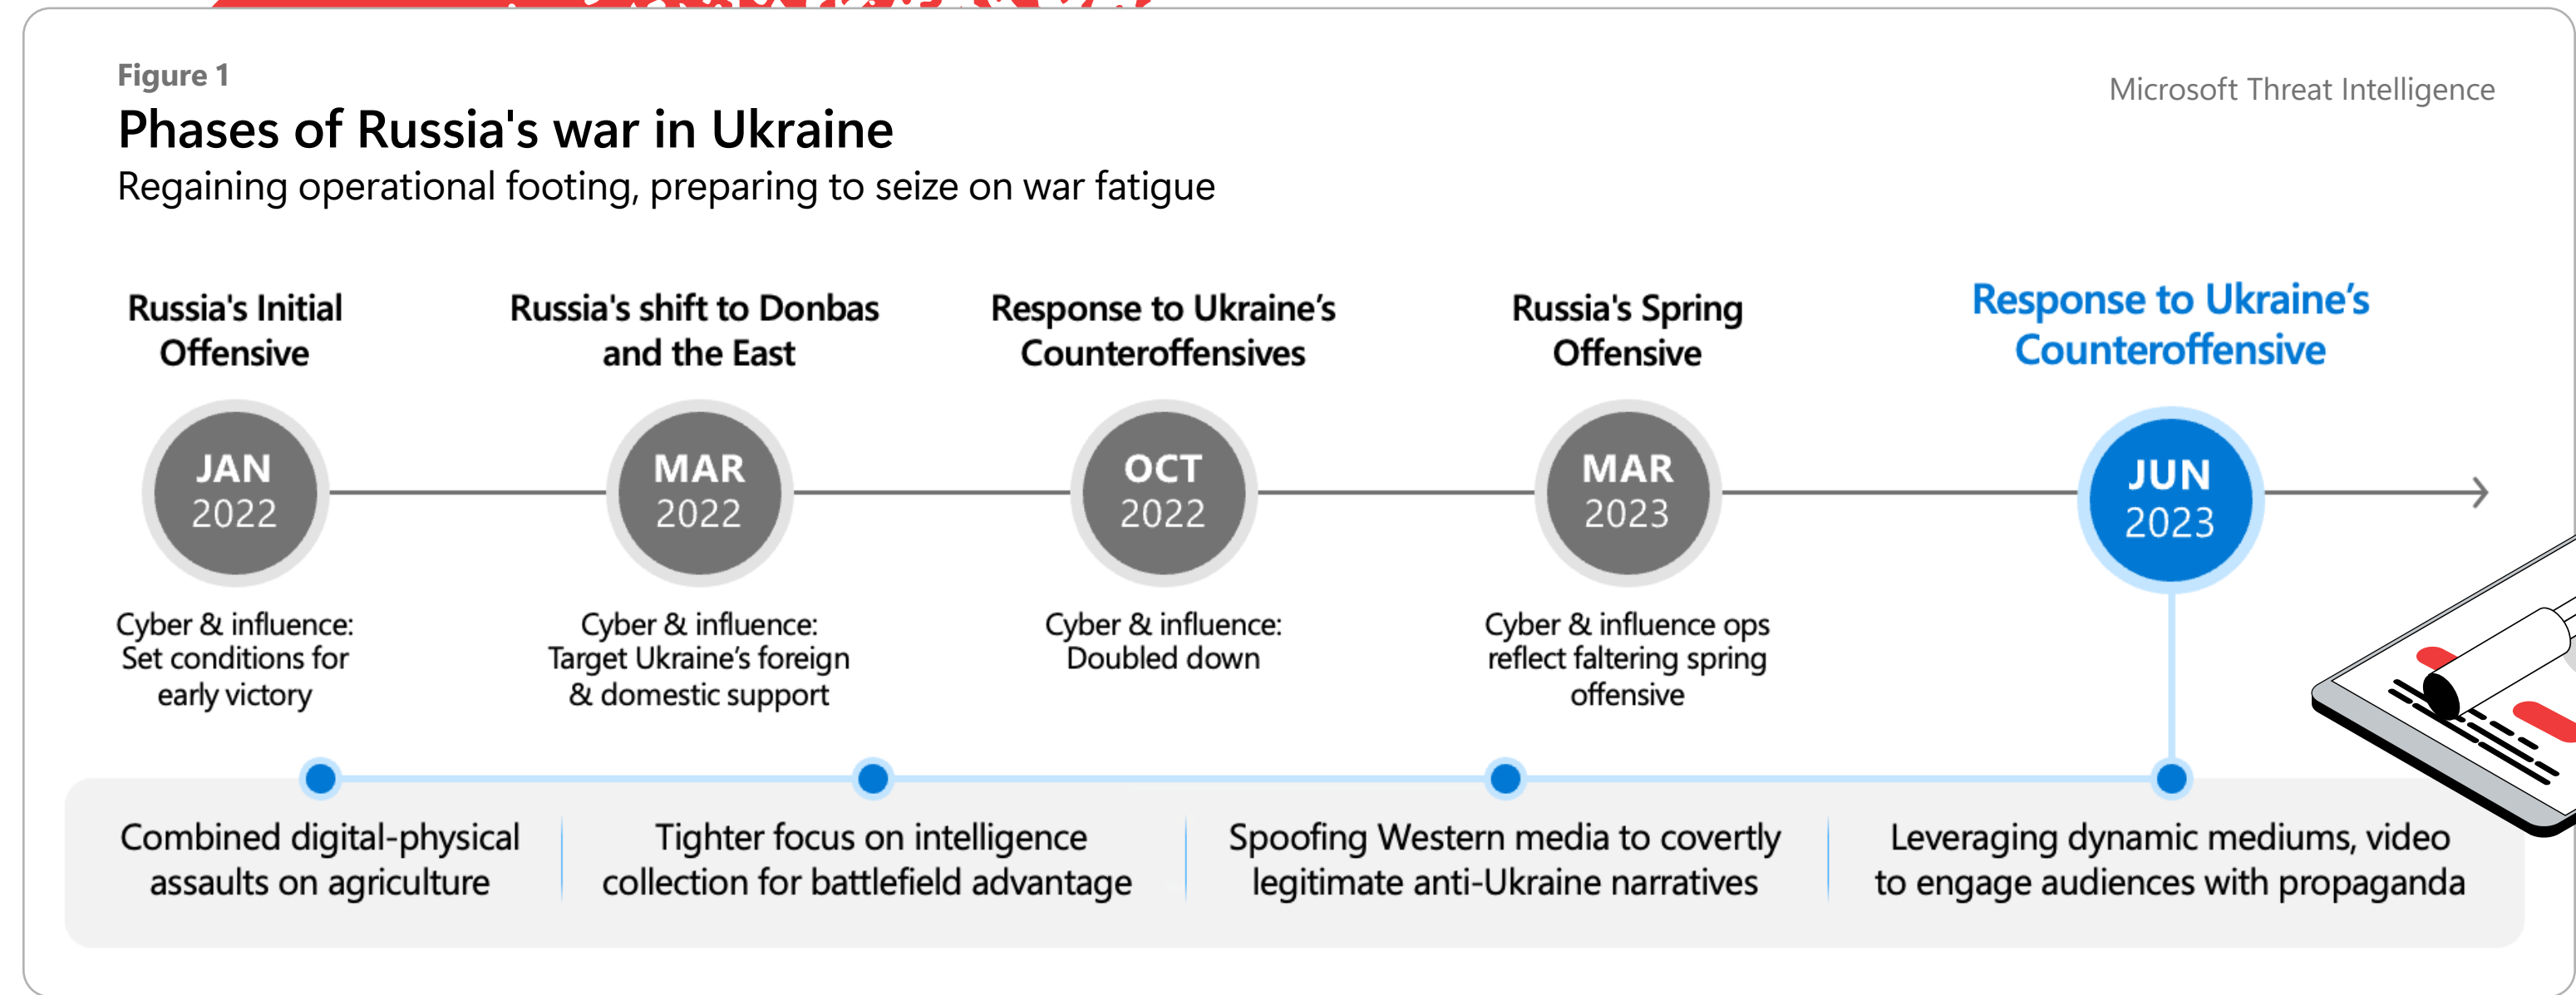 Figure 1
Microsoft Threat Intelligence
Phases of Russia's war in Ukraine
Regaining operational footing, preparing to seize on war fatigue
Russia's Initial
Offensive
JAN
2022
Cyber & influence:
Set conditions for
early victory
Russia's shift to Donbas
and the East
MAR
2022
Cyber & influence:
Target Ukraine’s foreign
& domestic support
Response to Ukraine’s
Counteroffensives
OCT
2022
Cyber & influence:
Doubled down
Russia's Spring
Offensive
MAR
2023
Cyber & influence ops
reflect faltering spring
offensive
Response to Ukraine’s
Counteroffensive
JUN
2023
Combined digital-physical
assaults on agriculture
Tighter focus on intelligence
collection for battlefield advantage
Spoofing Western media to covertly
legitimate anti-Ukraine narratives
Leveraging dynamic mediums, video
to engage audiences with propaganda